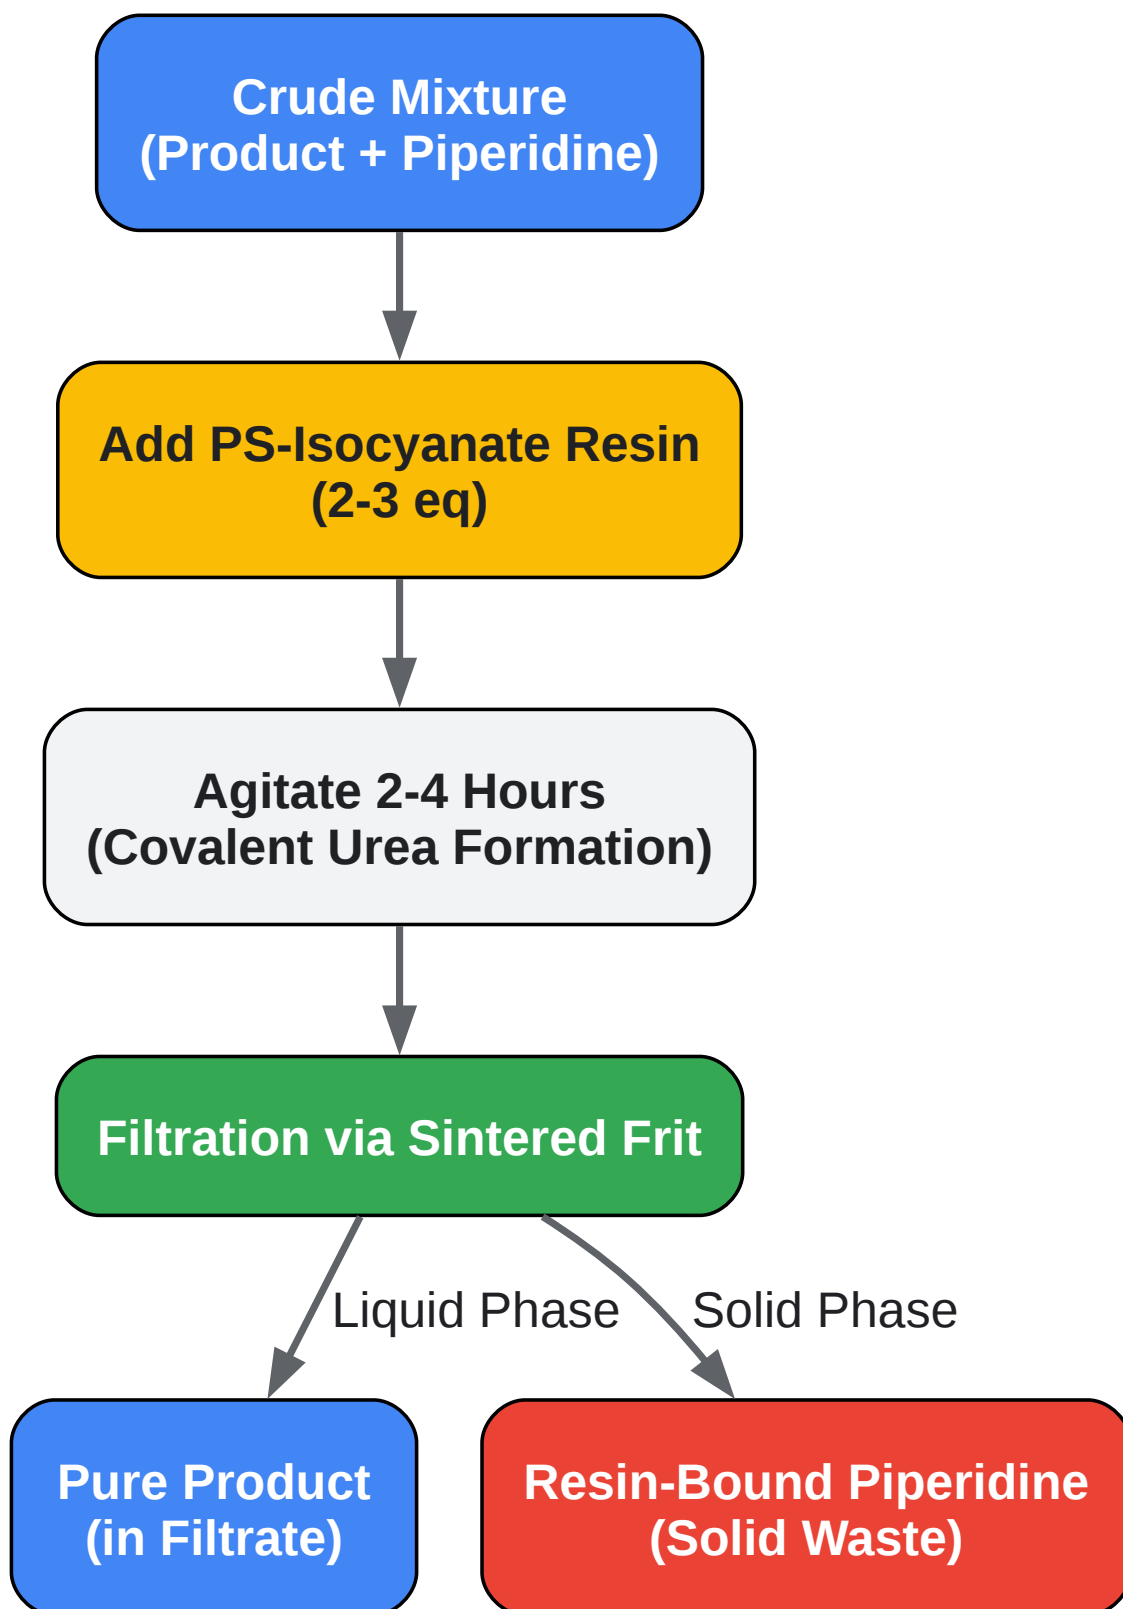 Crude Mixture
(Product + Piperidine)
Add PS-Isocyanate Resin
(2-3 eq)
Agitate 2-4 Hours
(Covalent Urea Formation)
Filtration via Sintered Frit
Liquid Phase
Solid Phase
Pure Product
(in Filtrate)
Resin-Bound Piperidine
(Solid Waste)